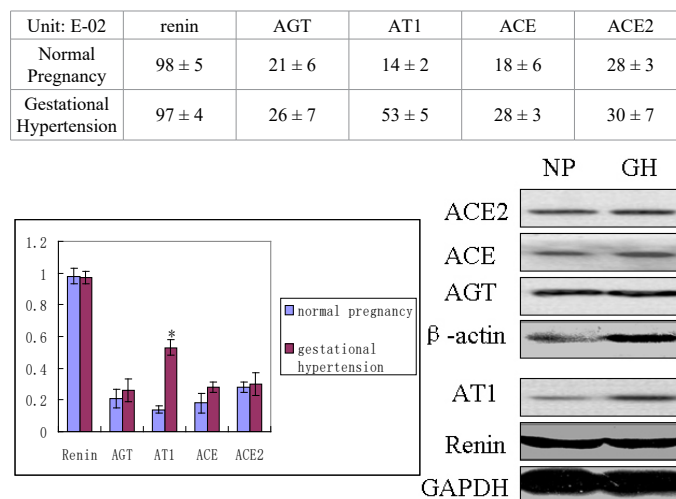 Unit: E-02 renin AGT AT1 ACE ACE2
Normal
Pregnancy 98 ± 5 21 ± 6 14 ± 2 18 ± 6 28 ± 3
Gestational
Hypertension 97 ± 4 26 ± 7 53 ± 5 28 ± 3 30 ± 7
NP GH
ACE2
ACE
AGT
β-actin
AT1
Renin
GAPDH
1.2
1
0.8
0.6
0.4
0.2
0
*
Renin AGT AT1 ACE ACE2
normal pregnancy
gestational
hypertension